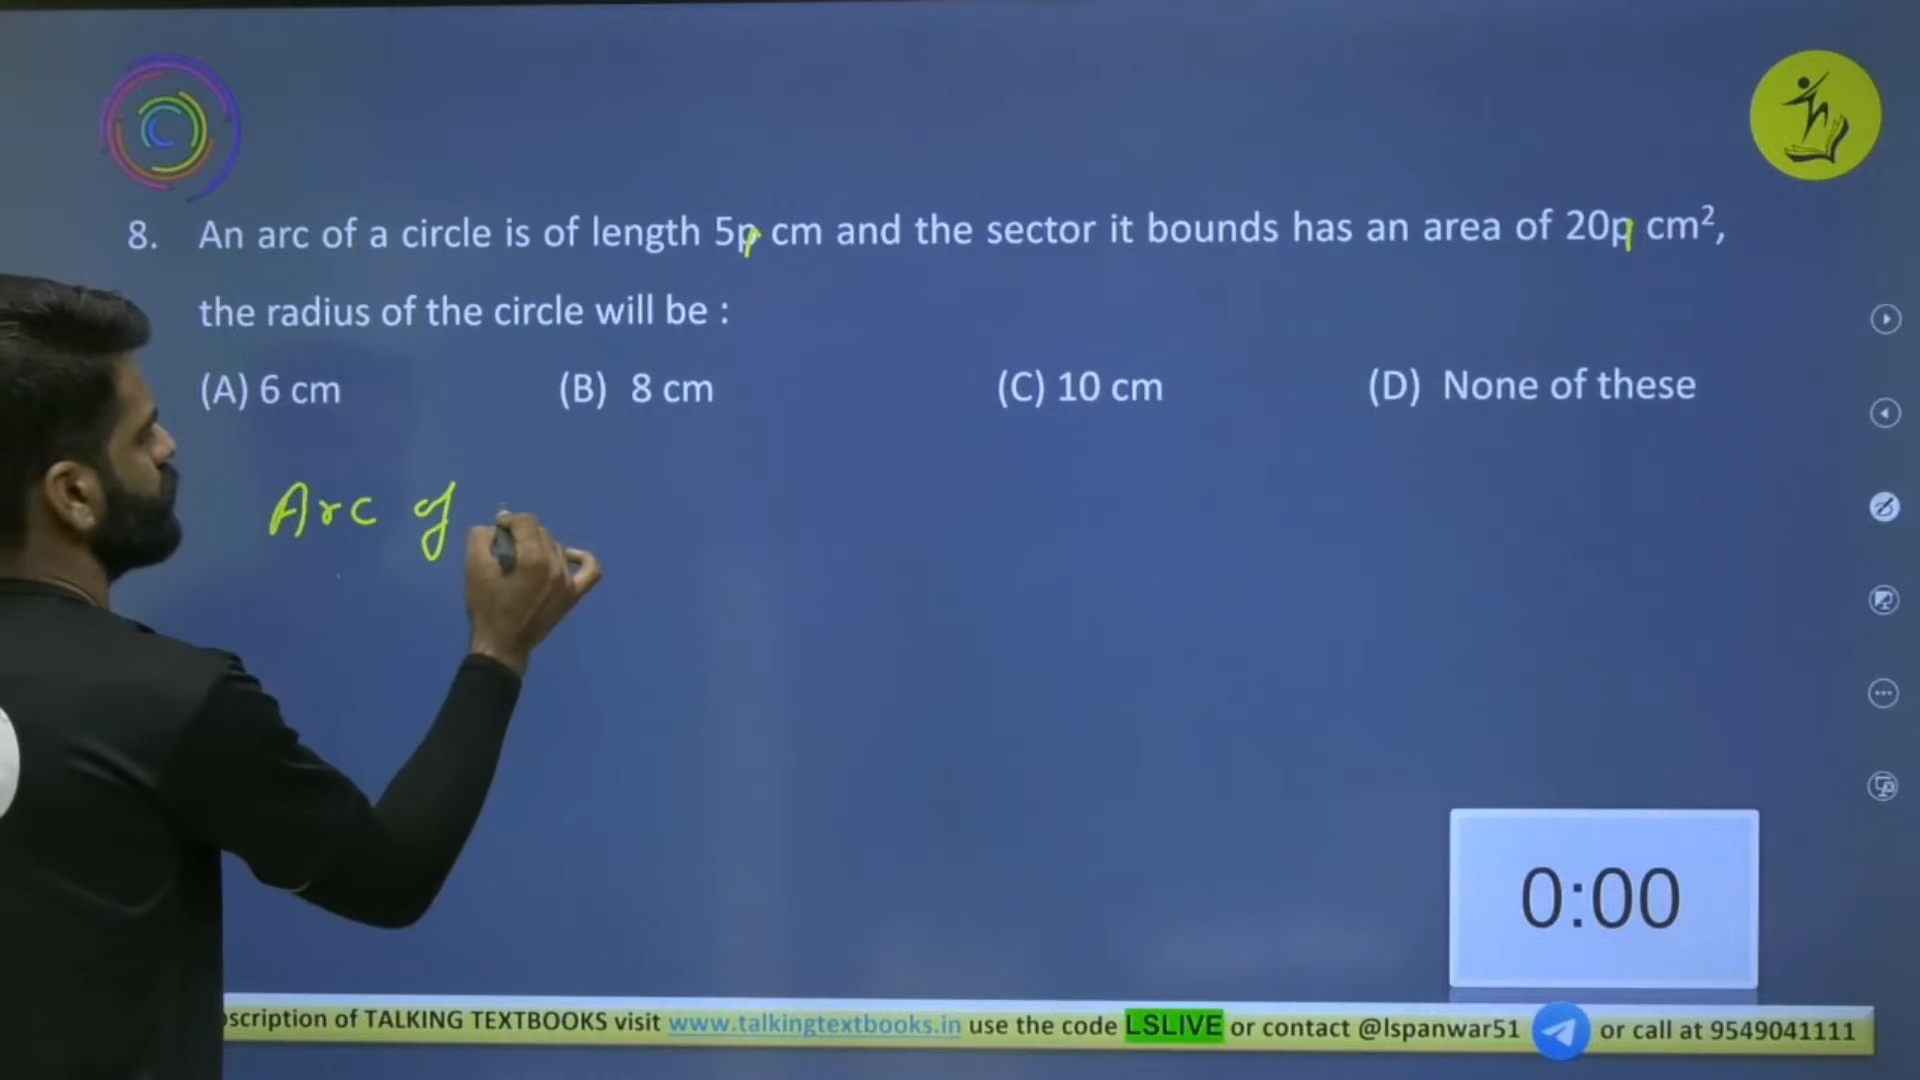 8. An arc of a circle is of length 5p cm and the sector it bounds has an area of 20p cm²,
the radius of the circle will be :
(A) 6 cm (B) 8 cm (C) 10 cm (D) None of these
Arc of
0:00
of TALKING TEXTBOOKS visit www.talkingtextbooks.in use the code LSLIVE or contact @lspanwar51 or call at 9549041111